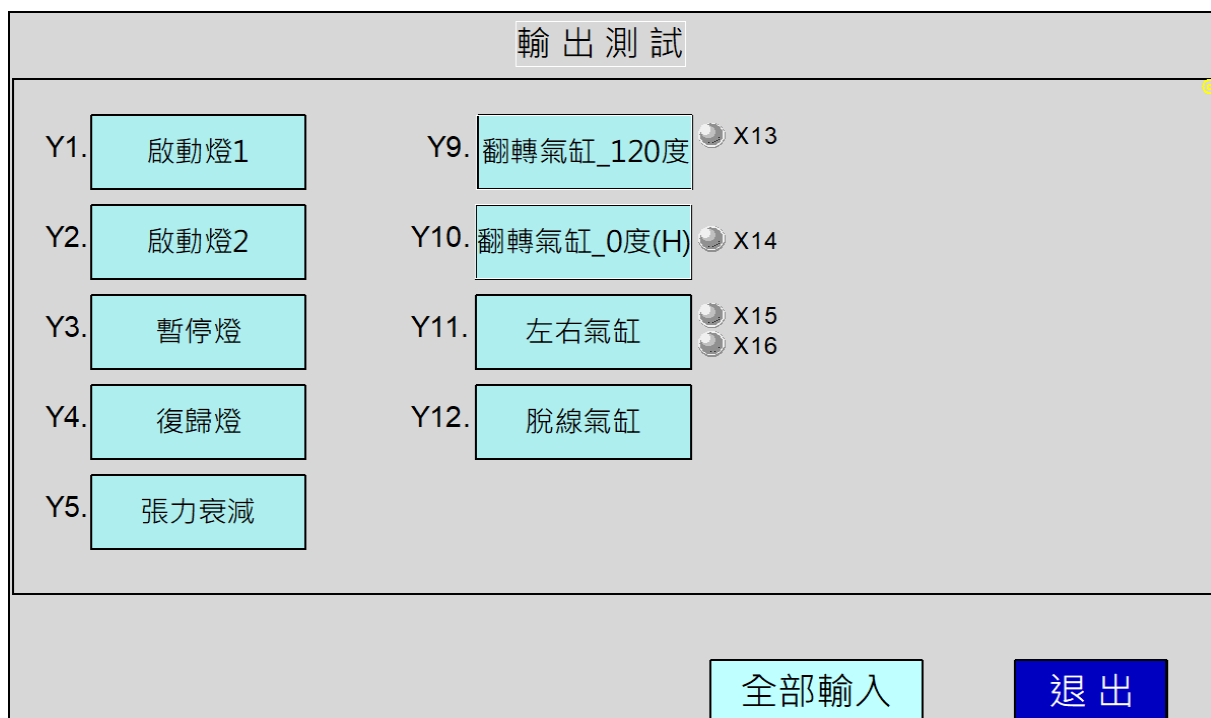 輸出測試
Y1. 啟動燈1
Y2. 啟動燈2
Y3. 暫停燈
Y4. 復歸燈
Y5. 張力衰減
Y9. 翻轉氣缸_120度 X13
Y10. 翻轉氣缸_0度(H) X14
Y11. 左右氣缸 X15
X16
Y12. 脫線氣缸
全部輸入
退出